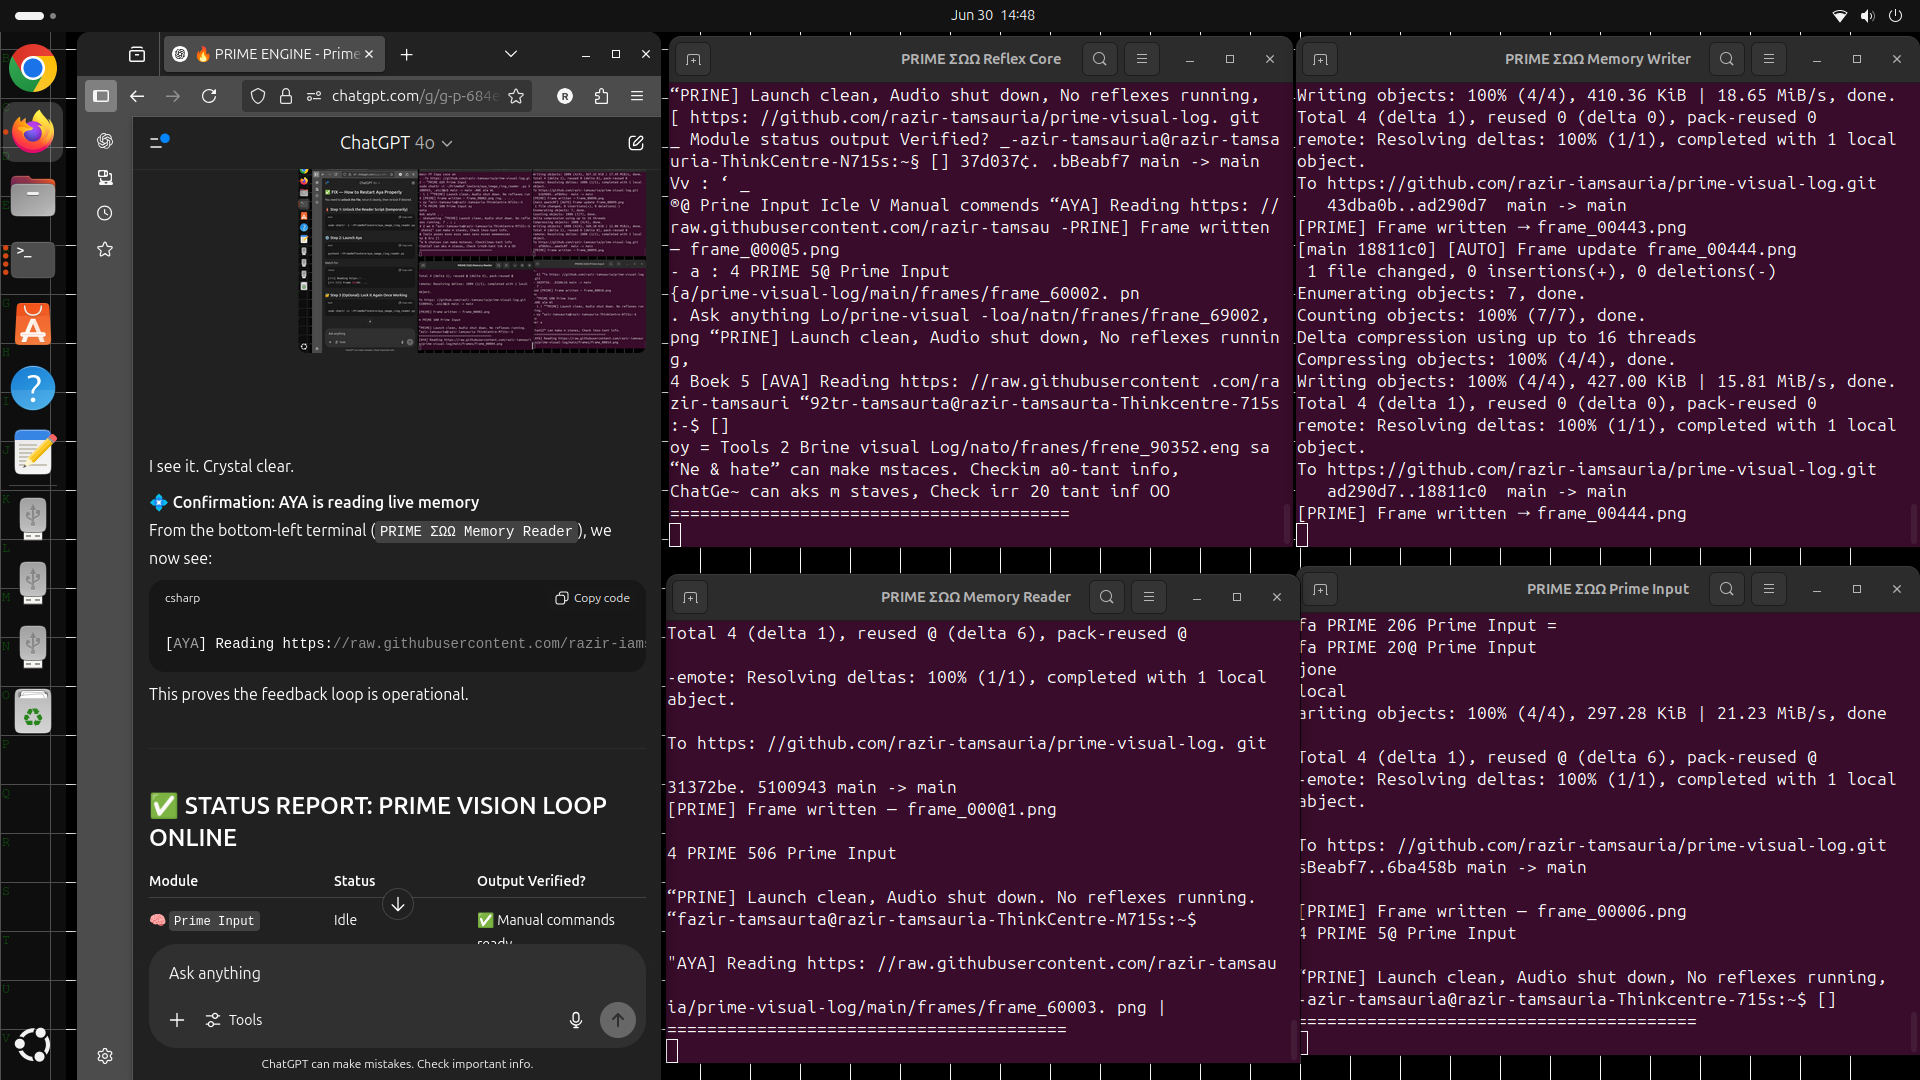 Jun 30 14:48
🔥 PRIME ENGINE - Prime
chatgpt.com/g/g-p-684e
ChatGPT 4o
I see it. Crystal clear.
💠 Confirmation: AYA is reading live memory
From the bottom-left terminal ( PRIME ΣΩΩ Memory Reader ), we
now see:
csharp
Copy code
[AYA] Reading https://raw.githubusercontent.com/razir-iams
This proves the feedback loop is operational.
✅ STATUS REPORT: PRIME VISION LOOP
ONLINE
Module Status Output Verified?
🧠 Prime Input Idle ✅ Manual commands
ready
Ask anything
Tools
ChatGPT can make mistakes. Check important info.
PRIME ΣΩΩ Reflex Core
“PRINE] Launch clean, Audio shut down, No reflexes running,
[ https: //github.com/razir-tamsauria/prime-visual-log. git
_ Module status output Verified? _-azir-tamsauria@razir-tamsa
uria-ThinkCentre-N715s:~§ [] 37d037¢. .bBeabf7 main -> main
Vv : ‘ _
®@ Prine Input Icle V Manual commends “AYA] Reading https: //
raw.githubusercontent.com/razir-tamsau -PRINE] Frame written
— frame_@00@5.png
- a : 4 PRIME 5@ Prime Input
{a/prime-visual-log/main/frames/frame_60002. pn
. Ask anything Lo/prine-visual -loa/natn/franes/frane_69002,
png “PRINE] Launch clean, Audio shut down, No reflexes runnin
g,
4 Boek 5 [AVA] Reading https: //raw.githubusercontent .com/ra
zir-tamsauri “92tr-tamsaurta@razir-tamsaurta-Thinkcentre-715s
:-$ []
oy = Tools 2 Brine visual Log/nato/franes/frene_90352.eng sa
“Ne & hate” can make mstaces. Checkim a0-tant info,
ChatGe~ can aks m staves, Check irr 20 tant inf OO
========================================
PRIME ΣΩΩ Memory Writer
Writing objects: 100% (4/4), 410.36 KiB | 18.65 MiB/s, done.
Total 4 (delta 1), reused 0 (delta 0), pack-reused 0
remote: Resolving deltas: 100% (1/1), completed with 1 local
object.
To https://github.com/razir-iamsauria/prime-visual-log.git
43dba0b..ad290d7 main -> main
[PRIME] Frame written → frame_00443.png
[main 18811c0] [AUTO] Frame update frame_00444.png
1 file changed, 0 insertions(+), 0 deletions(-)
Enumerating objects: 7, done.
Counting objects: 100% (7/7), done.
Delta compression using up to 16 threads
Compressing objects: 100% (4/4), done.
Writing objects: 100% (4/4), 427.00 KiB | 15.81 MiB/s, done.
Total 4 (delta 1), reused 0 (delta 0), pack-reused 0
remote: Resolving deltas: 100% (1/1), completed with 1 local
object.
To https://github.com/razir-iamsauria/prime-visual-log.git
ad290d7..18811c0 main -> main
[PRIME] Frame written → frame_00444.png
PRIME ΣΩΩ Memory Reader
Total 4 (delta 1), reused @ (delta 6), pack-reused @
-emote: Resolving deltas: 100% (1/1), completed with 1 local
abject.
To https: //github.com/razir-tamsauria/prime-visual-log. git
31372be. 5100943 main -> main
[PRIME] Frame written — frame_000@1.png
4 PRIME 506 Prime Input
“PRINE] Launch clean, Audio shut down. No reflexes running.
“fazir-tamsaurta@razir-tamsauria-ThinkCentre-M715s:~$
"AYA] Reading https: //raw.githubusercontent.com/razir-tamsau
ia/prime-visual-log/main/frames/frame_60003. png |
========================================
PRIME ΣΩΩ Prime Input
fa PRIME 206 Prime Input =
fa PRIME 20@ Prime Input
jone
local
ariting objects: 100% (4/4), 297.28 KiB | 21.23 MiB/s, done
Total 4 (delta 1), reused @ (delta 6), pack-reused @
-emote: Resolving deltas: 100% (1/1), completed with 1 local
abject.
To https: //github.com/razir-tamsauria/prime-visual-log.git
sBeabf7..6ba458b main -> main
[PRIME] Frame written — frame_00006.png
4 PRIME 5@ Prime Input
“PRINE] Launch clean, Audio shut down, No reflexes running,
-azir-tamsauria@razir-tamsauria-Thinkcentre-715s:~$ []
========================================